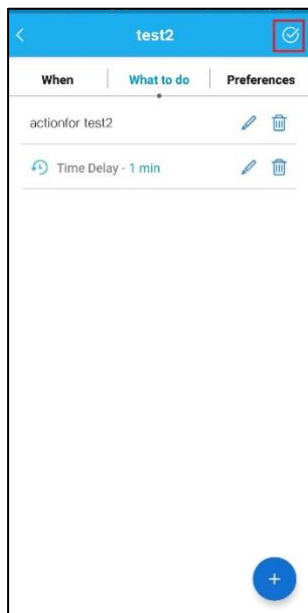 test2
When What to do Preferences
actionfor test2
Time Delay - 1 min
+